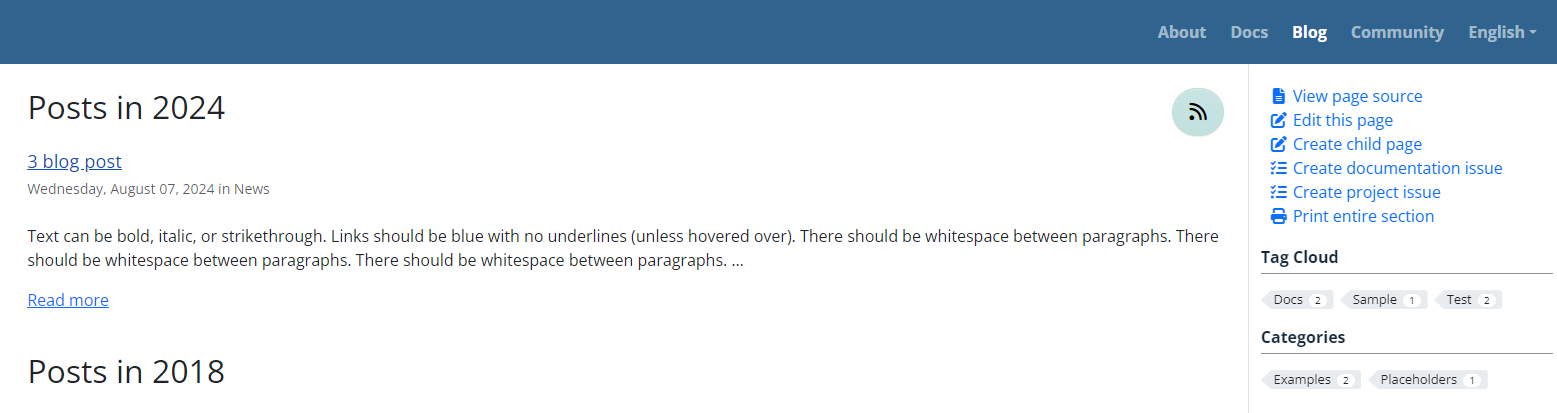 About Docs Blog Community English
Posts in 2024
3 blog post
Wednesday, August 07, 2024 in News
Text can be bold, italic, or strikethrough. Links should be blue with no underlines (unless hovered over). There should be whitespace between paragraphs. There
should be whitespace between paragraphs. There should be whitespace between paragraphs. ...
Read more
Posts in 2018
View page source
Edit this page
Create child page
Create documentation issue
Create project issue
Print entire section
Tag Cloud
Docs 2 Sample 1 Test 2
Categories
Examples 2 Placeholders 1